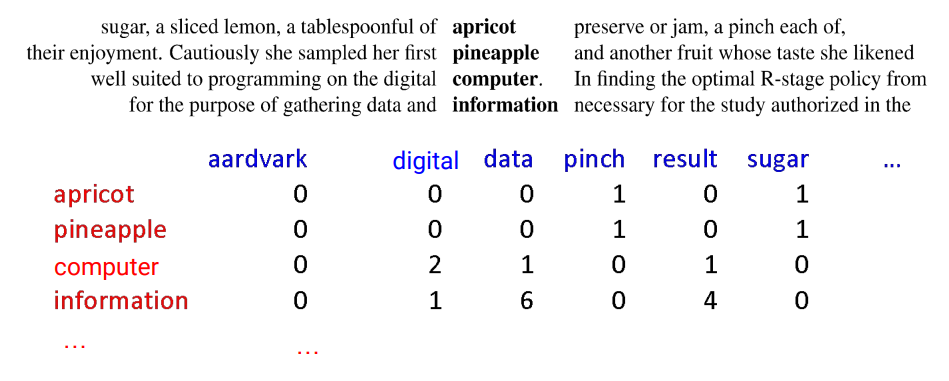 sugar, a sliced lemon, a tablespoonful of apricot preserve or jam, a pinch each of,
their enjoyment. Cautiously she sampled her first pineapple and another fruit whose taste she likened
well suited to programming on the digital computer. In finding the optimal R-stage policy from
for the purpose of gathering data and information necessary for the study authorized in the
aardvark digital data pinch result sugar ...
apricot 0 0 0 1 0 1
pineapple 0 0 0 1 0 1
computer 0 2 1 0 1 0
information 0 1 6 0 4 0
... ...